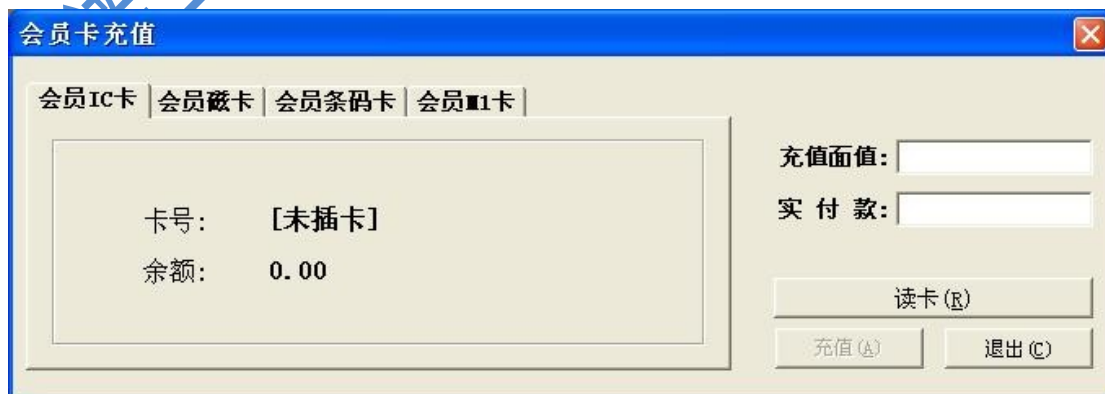 会员卡充值
会员IC卡 会员磁卡 会员条码卡 会员M1卡
卡号: [未插卡]
余额: 0.00
充值面值:
实 付 款:
读卡(R)
充值(A) 退出(C)